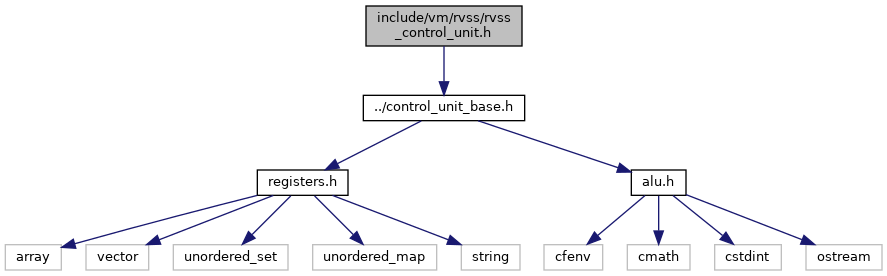 include/vm/rvss/rvss
_control_unit.h
../control_unit_base.h
registers.h
alu.h
array
vector
unordered_set
unordered_map
string
cfenv
cmath
cstdint
ostream